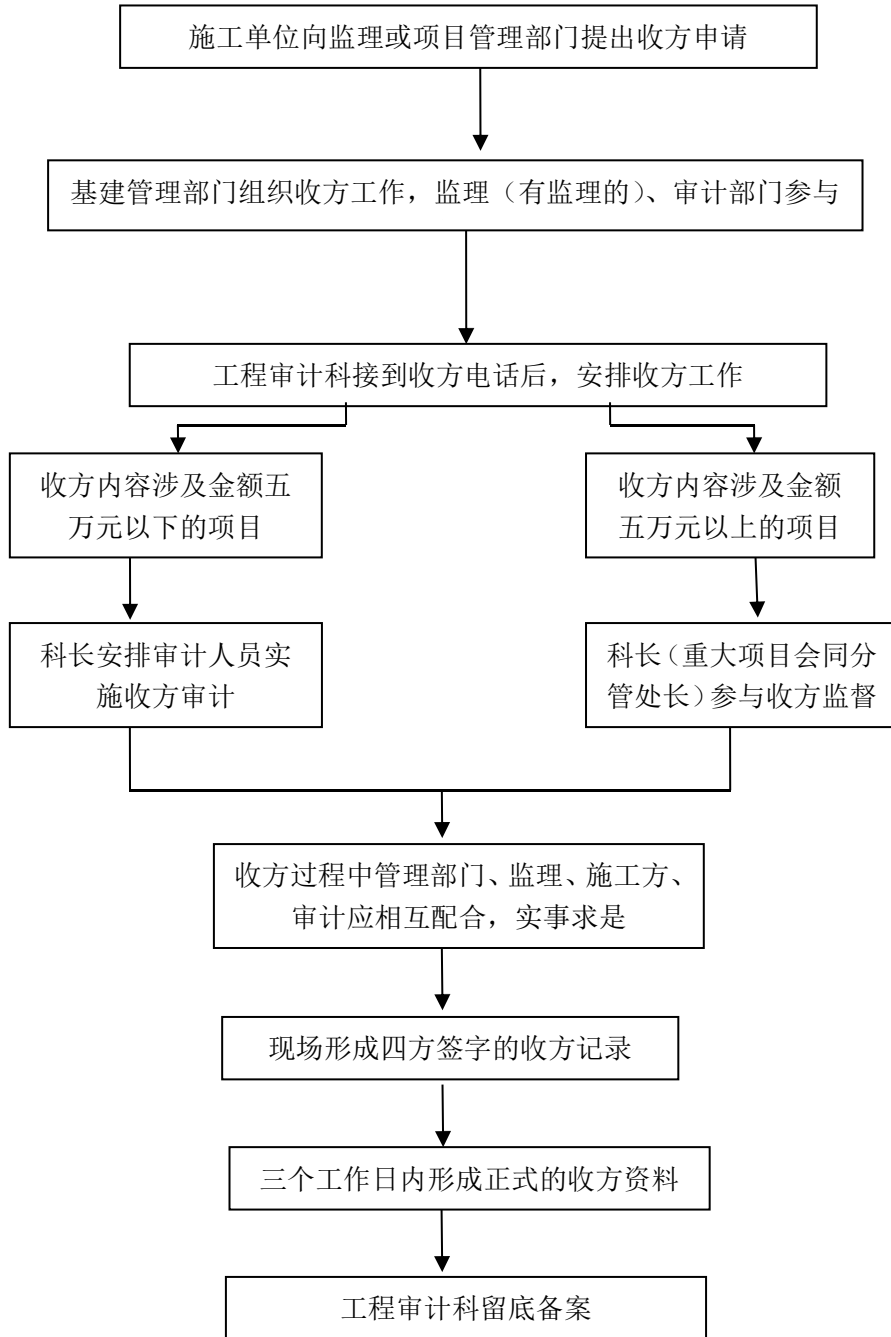 施工单位向监理或项目管理部门提出收方申请
基建管理部门组织收方工作，监理（有监理的）、审计部门参与
工程审计科接到收方电话后，安排收方工作
收方内容涉及金额五
万元以下的项目
收方内容涉及金额
五万元以上的项目
科长安排审计人员实
施收方审计
科长（重大项目会同分
管处长）参与收方监督
收方过程中管理部门、监理、施工方、
审计应相互配合，实事求是
现场形成四方签字的收方记录
三个工作日内形成正式的收方资料
工程审计科留底备案